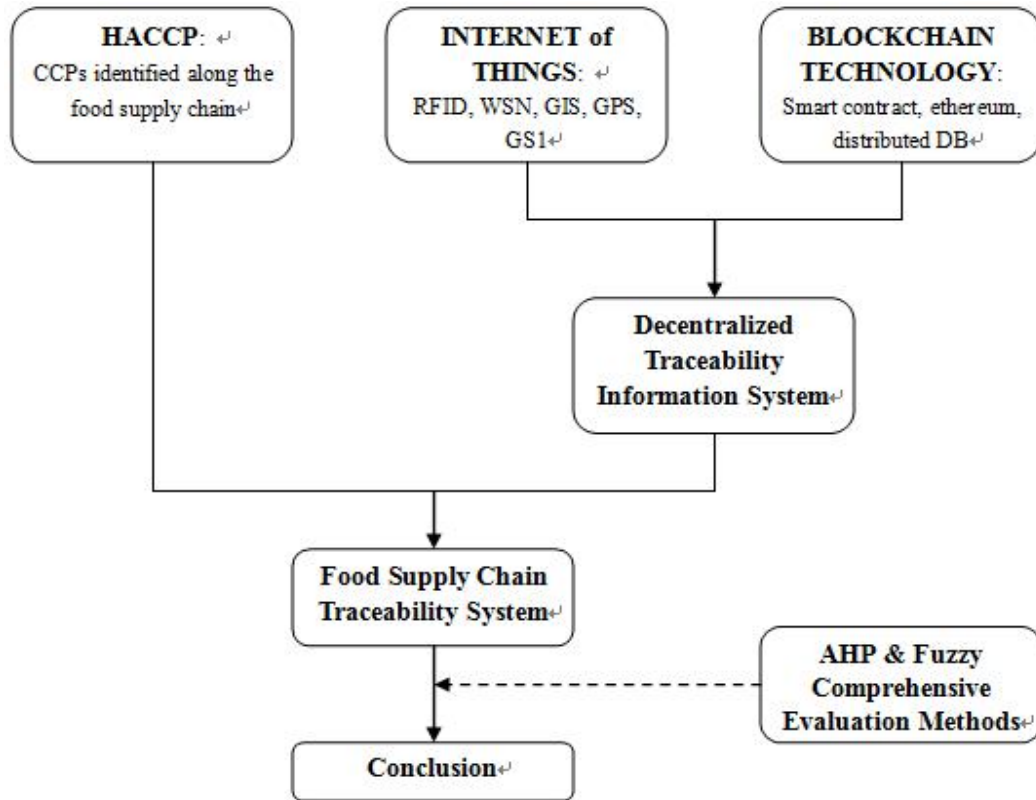 HACCP: ↵
CCPs identified along the
food supply chain↵
INTERNET of
THINGS: ↵
RFID, WSN, GIS, GPS,
GS1↵
BLOCKCHAIN
TECHNOLOGY:
Smart contract, ethereum,
distributed DB↵
Decentralized
Traceability
Information System↵
Food Supply Chain
Traceability System↵
AHP & Fuzzy
Comprehensive
Evaluation Methods↵
Conclusion↵